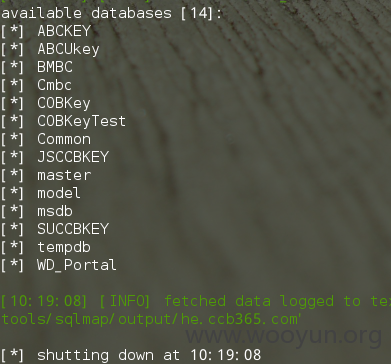 available databases [14]:
[*] ABCKEY
[*] ABCUkey
[*] BMBC
[*] Cmbc
[*] COBKey
[*] COBKeyTest
[*] Common
[*] JSCCBKEY
[*] master
[*] model
[*] msdb
[*] SUCCBKEY
[*] tempdb
[*] WD_Portal
[10:19:08] [INFO] fetched data logged to te
tools/sqlmap/output/he.ccb365.com'
www.wooyun.org
[*] shutting down at 10:19:08